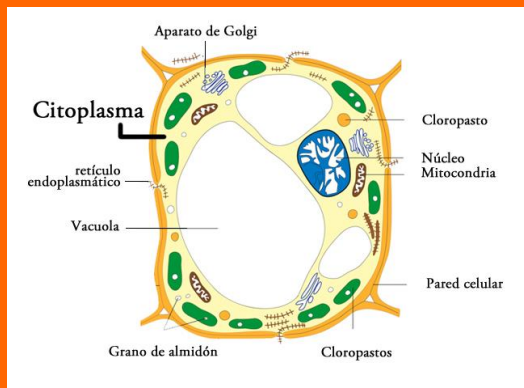 Aparato de Golgi
Citoplasma
Cloropasto
Núcleo
Mitocondria
retículo
endoplasmático
Vacuola
Pared celular
Grano de almidón
Cloropastos